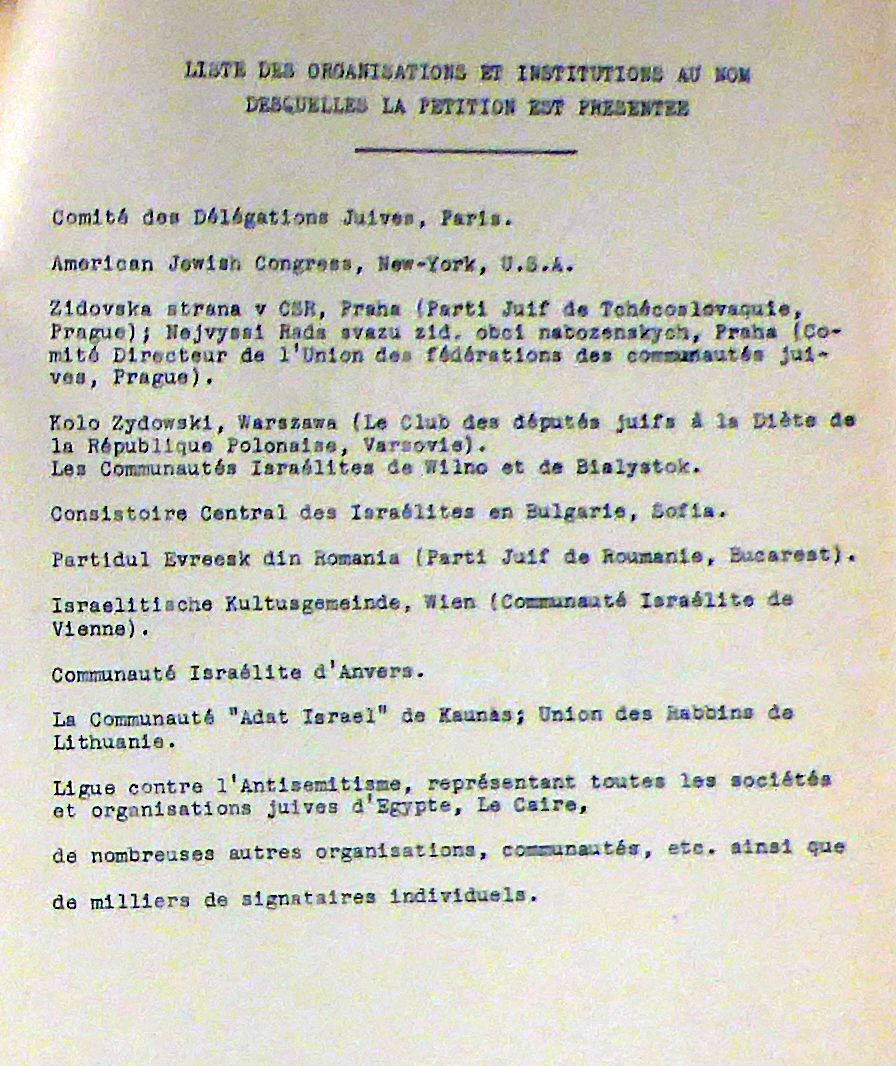 LISTE DES ORGANISATIONS ET INSTITUTIONS AU NOM
DESQUELLES LA PETITION EST PRESENTEE
Comité des Délégations Juives, Paris.
American Jewish Congress, New-York, U.S.A.
Zidovska strana v CSR, Praha (Parti Juif de Tchécoslovaquie,
Prague); Nejvyssi Rada svazu zid. obci nabozenskych, Praha (Co-
mité Directeur de l'Union des fédérations des communautés jui-
ves, Prague).
Kolo Zydowski, Warszawa (Le Club des députés juifs à la Diète de
la République Polonaise, Varsovie).
Les Communautés Israélites de Wilno et de Bialystok.
Consistoire Central des Israélites en Bulgarie, Sofia.
Partidul Evreesk din Romania (Parti Juif de Roumanie, Bucarest).
Israelitische Kultusgemeinde, Wien (Communauté Israélite de
Vienne).
Communauté Israélite d'Anvers.
La Communauté "Adat Israel" de Kaunas; Union des Rabbins de
Lithuanie.
Ligue contre l'Antisemitisme, représentant toutes les sociétés
et organisations juives d'Egypte, Le Caire,
de nombreuses autres organisations, communautés, etc. ainsi que
de milliers de signataires individuels.